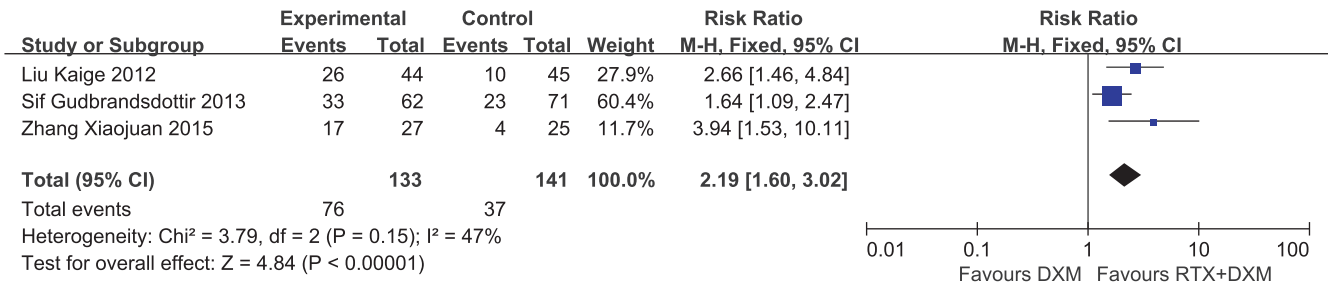 Experimental Control Risk Ratio Risk Ratio
Study or Subgroup Events Total Events Total Weight M-H, Fixed, 95% CI M-H, Fixed, 95% CI
Liu Kaige 2012 26 44 10 45 27.9% 2.66 [1.46, 4.84]
Sif Gudbrandsdottir 2013 33 62 23 71 60.4% 1.64 [1.09, 2.47]
Zhang Xiaojuan 2015 17 27 4 25 11.7% 3.94 [1.53, 10.11]
Total (95% CI) 133 141 100.0% 2.19 [1.60, 3.02]
Total events 76 37
Heterogeneity: Chi² = 3.79, df = 2 (P = 0.15); I² = 47%
Test for overall effect: Z = 4.84 (P < 0.00001)
0.01 0.1 1 10 100
Favours DXM Favours RTX+DXM